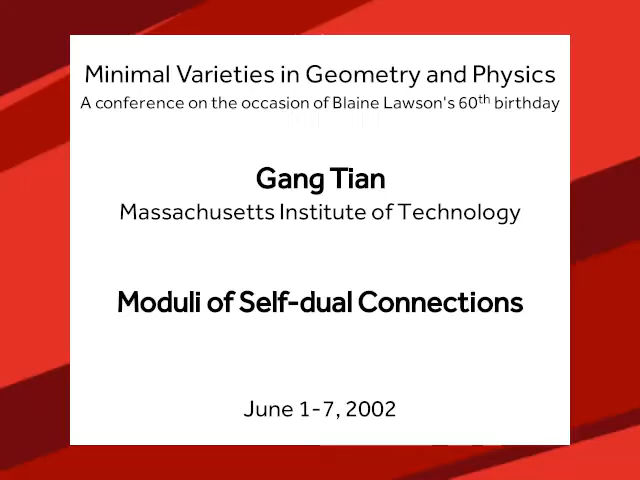 Minimal Varieties in Geometry and Physics
A conference on the occasion of Blaine Lawson's 60th birthday
Gang Tian
Massachusetts Institute of Technology
Moduli of Self-dual Connections
June 1-7, 2002